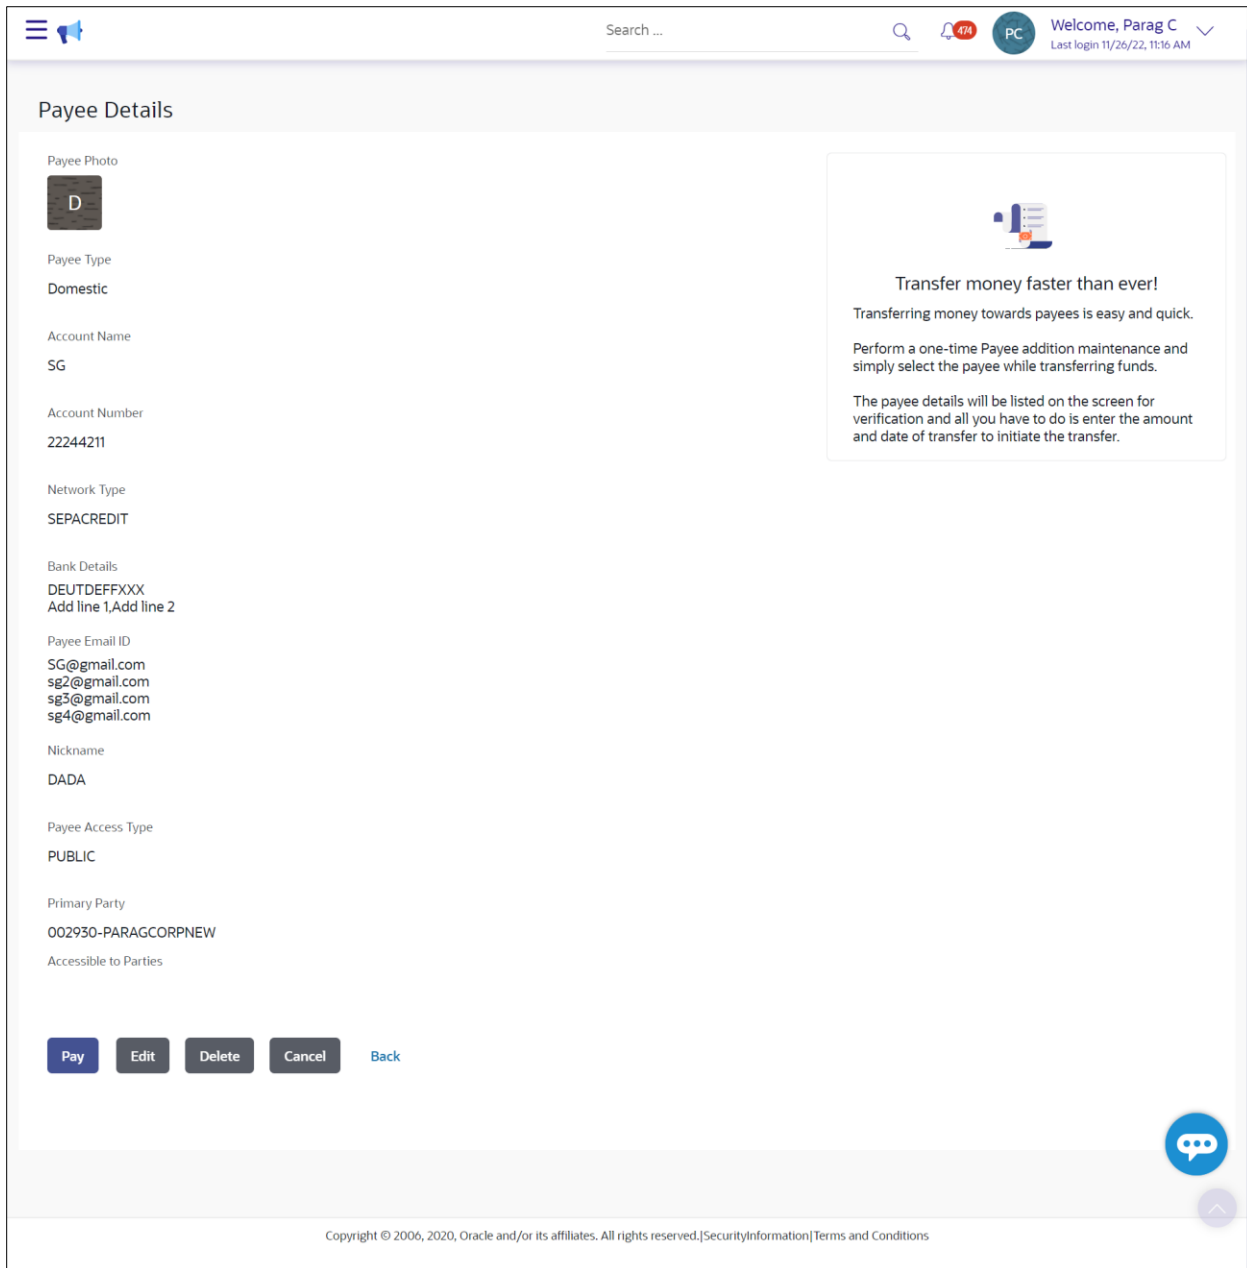 Search ...
474
PC
Welcome, Parag C
Last login 11/26/22, 11:16 AM
Payee Details
Payee Photo
D
Payee Type
Domestic
Account Name
SG
Account Number
22244211
Network Type
SEPACREDIT
Bank Details
DEUTDEFFXXX
Add line 1,Add line 2
Payee Email ID
SG@gmail.com
sg2@gmail.com
sg3@gmail.com
sg4@gmail.com
Nickname
DADA
Payee Access Type
PUBLIC
Primary Party
002930-PARAGCORPNEW
Accessible to Parties
Pay
Edit
Delete
Cancel
Back
Transfer money faster than ever!
Transferring money towards payees is easy and quick.
Perform a one-time Payee addition maintenance and
simply select the payee while transferring funds.
The payee details will be listed on the screen for
verification and all you have to do is enter the amount
and date of transfer to initiate the transfer.
Copyright © 2006, 2020, Oracle and/or its affiliates. All rights reserved.|SecurityInformation|Terms and Conditions